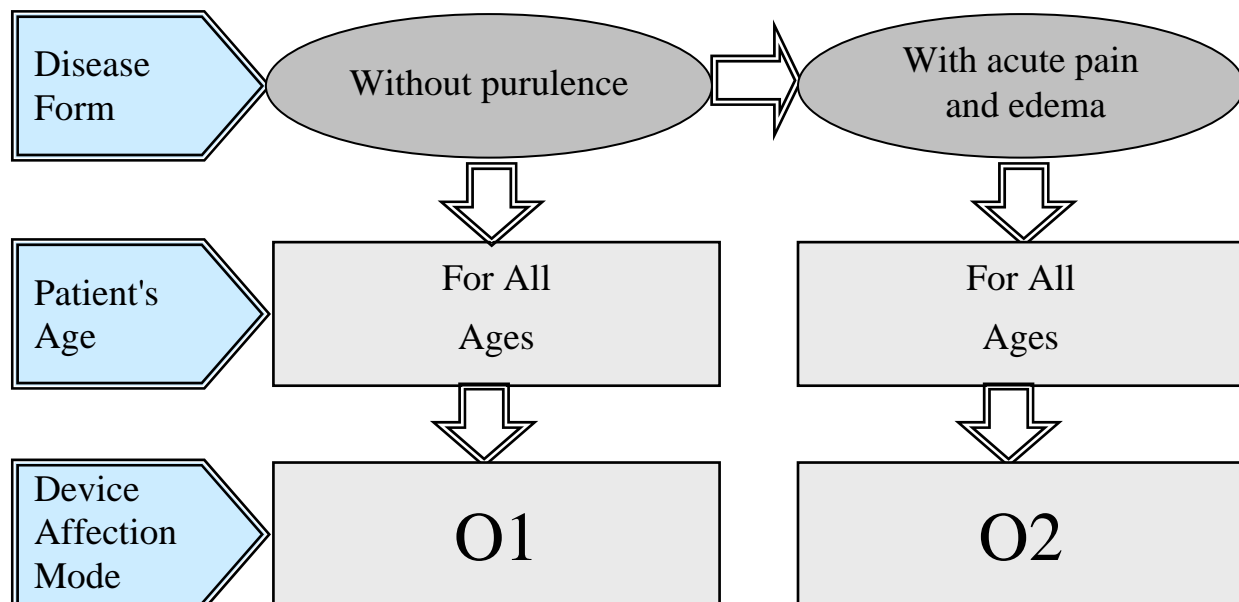 Disease
Form
Without purulence
With acute pain
and edema
Patient's
Age
For All
Ages
For All
Ages
Device
Affection
Mode
O1
O2